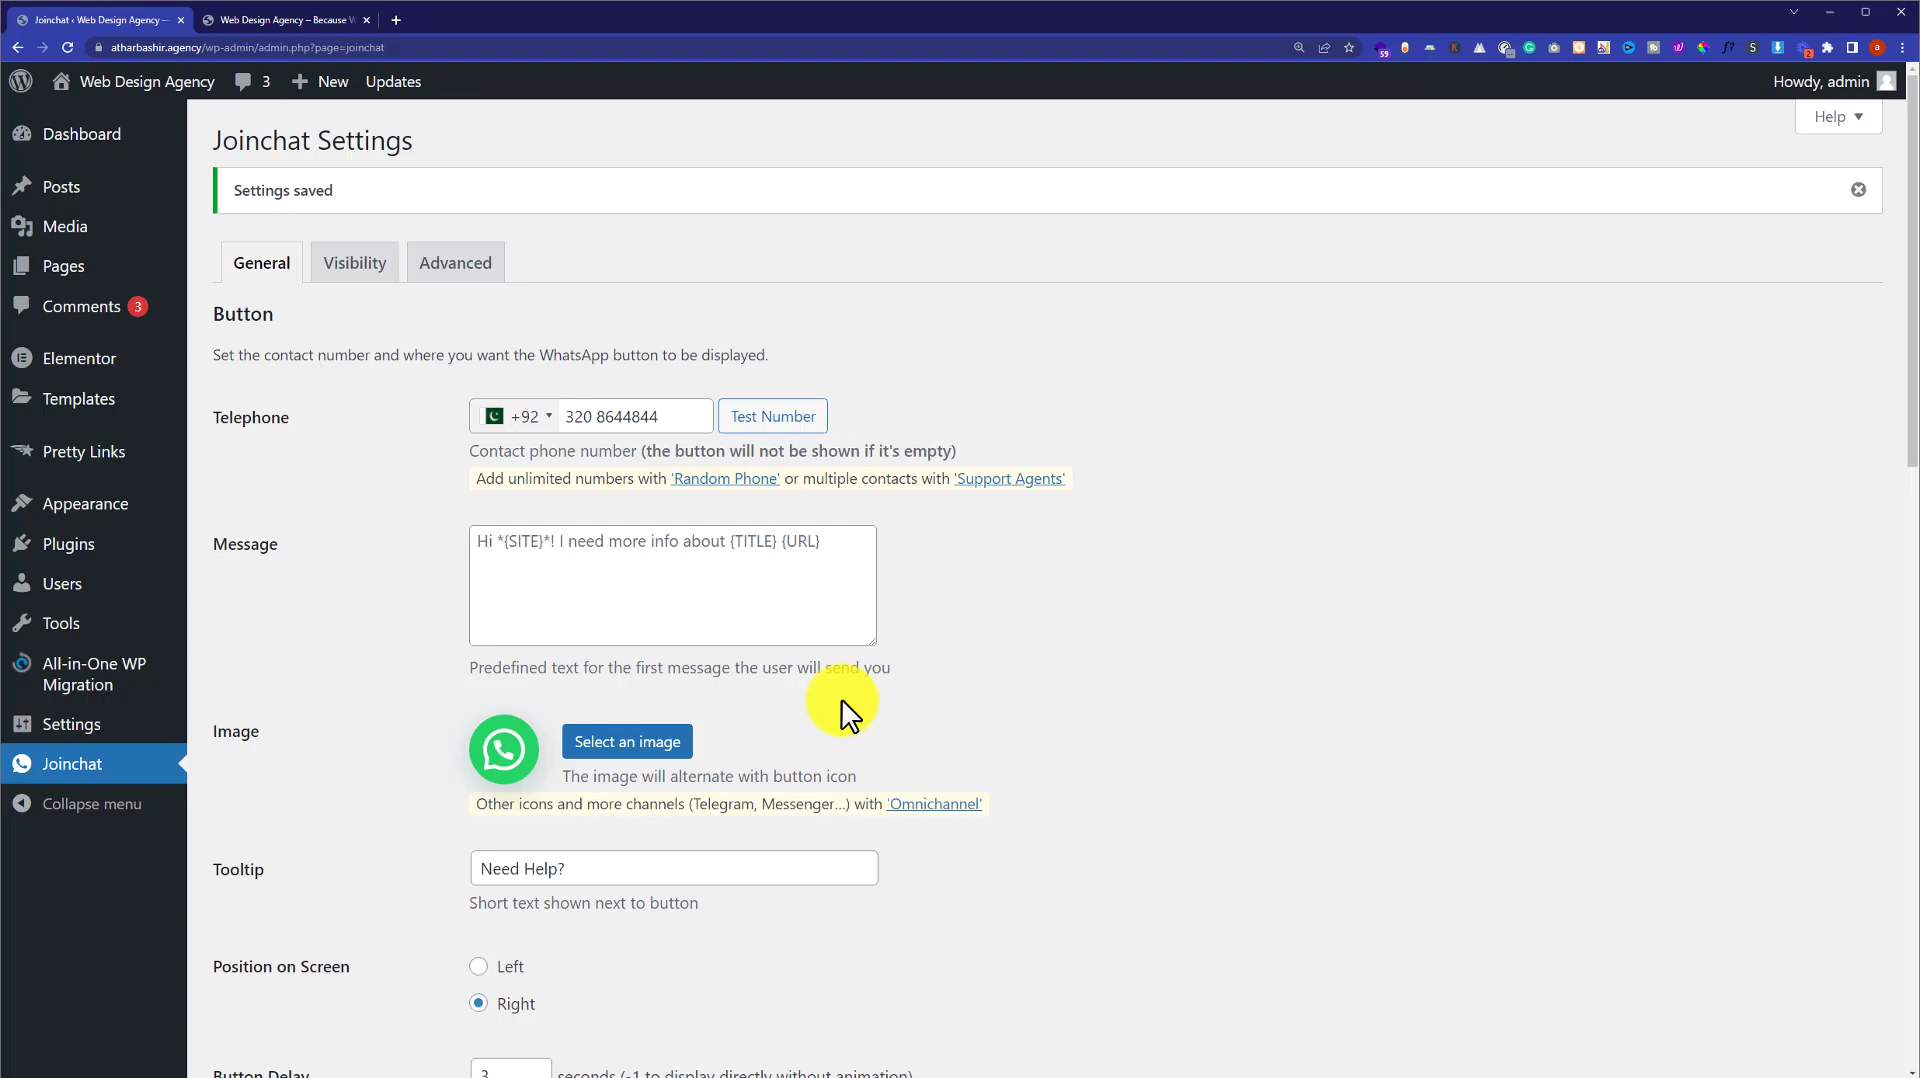 Joinchat ‹ Web Design Agency —
Web Design Agency – Because W
atharbashir.agency/wp-admin/admin.php?page=joinchat
59
2
a
Web Design Agency 3 New Updates
Howdy, admin
Help
Dashboard
Posts
Media
Pages
Comments 3
Elementor
Templates
Pretty Links
Appearance
Plugins
Users
Tools
All-in-One WP
Migration
Settings
Joinchat
Collapse menu
Joinchat Settings
Settings saved
General Visibility Advanced
Button
Set the contact number and where you want the WhatsApp button to be displayed.
Telephone +92 320 8644844 Test Number
Contact phone number (the button will not be shown if it's empty)
Add unlimited numbers with 'Random Phone' or multiple contacts with 'Support Agents'
Message
Hi *{SITE}*! I need more info about {TITLE} {URL}
Predefined text for the first message the user will send you
Image
Select an image
The image will alternate with button icon
Other icons and more channels (Telegram, Messenger...) with 'Omnichannel'
Tooltip Need Help?
Short text shown next to button
Position on Screen Left
Right
Button Delay 3 seconds (-1 to display directly without animation)